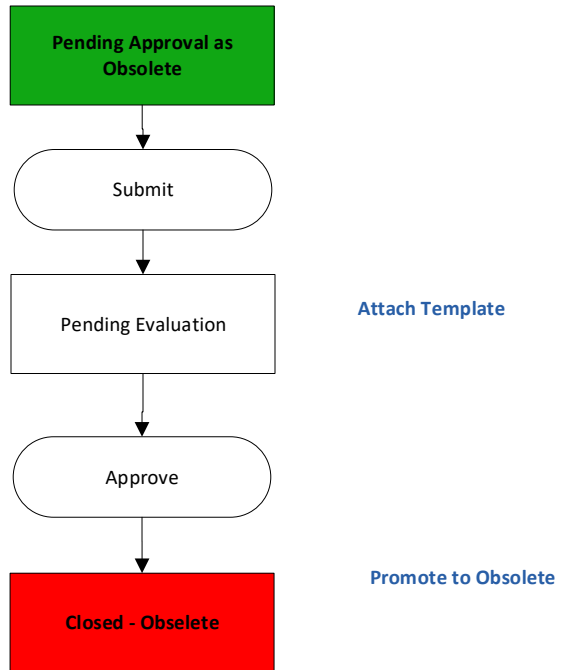 Pending Approval as
Obsolete
Submit
Pending Evaluation
Attach Template
Approve
Promote to Obsolete
Closed - Obselete